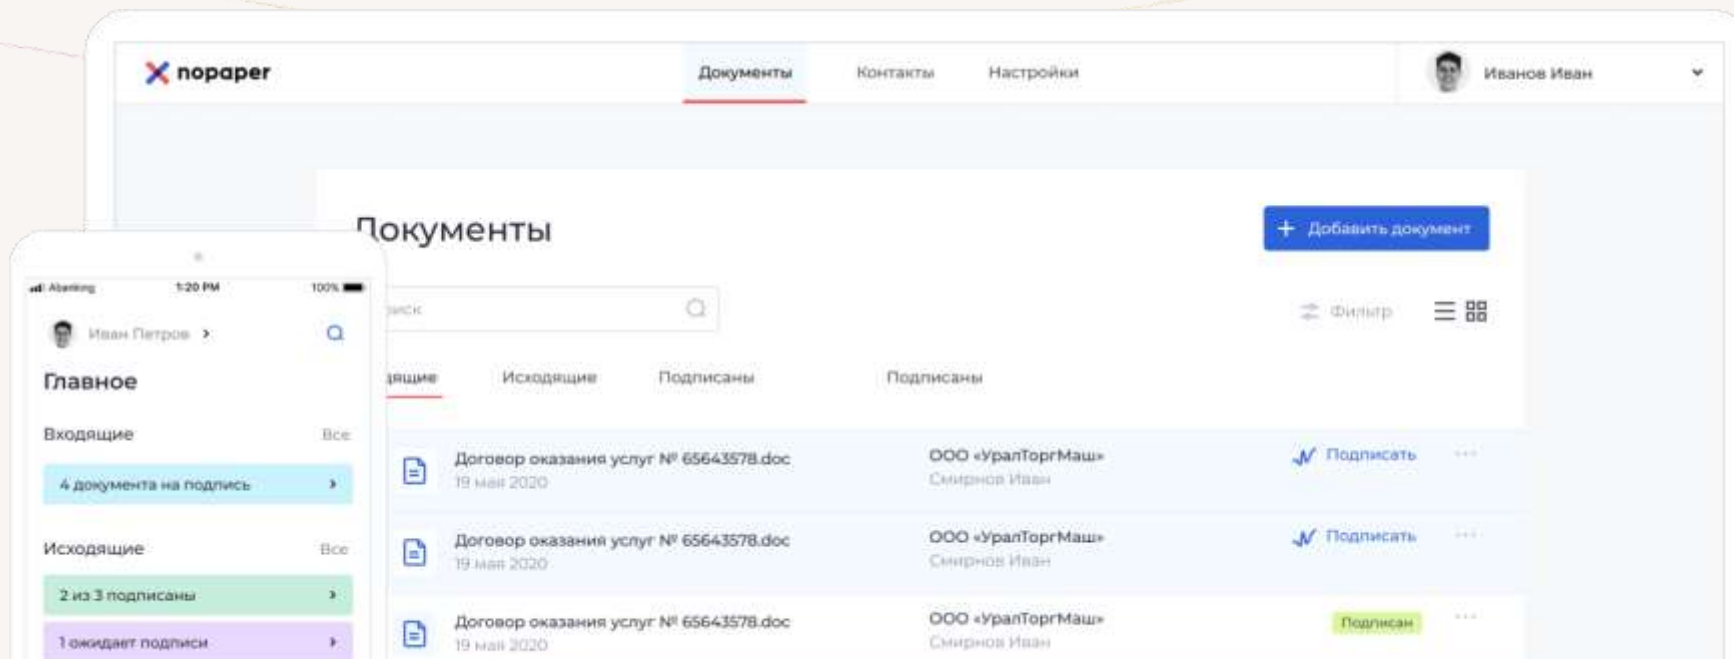 nopaper
Документы
Контакты
Настройки
Иванов Иван
Документы
+ Добавить документ
Фильтр
Исходящие
Подписаны
Подписаны
Договор оказания услуг № 65643578.doc
ООО «УралТоргМаш»
Подписать
19 мая 2020
Смирнов Иван
Договор оказания услуг № 65643578.doc
ООО «УралТоргМаш»
Подписать
19 мая 2020
Смирнов Иван
Договор оказания услуг № 65643578.doc
ООО «УралТоргМаш»
Подписан
19 мая 2020
Смирнов Иван
Abanking
1:20 PM
100%
Иван Петров
Главное
Входящие
Все
4 документа на подпись
Исходящие
Все
2 из 3 подписаны
1 ожидает подписи